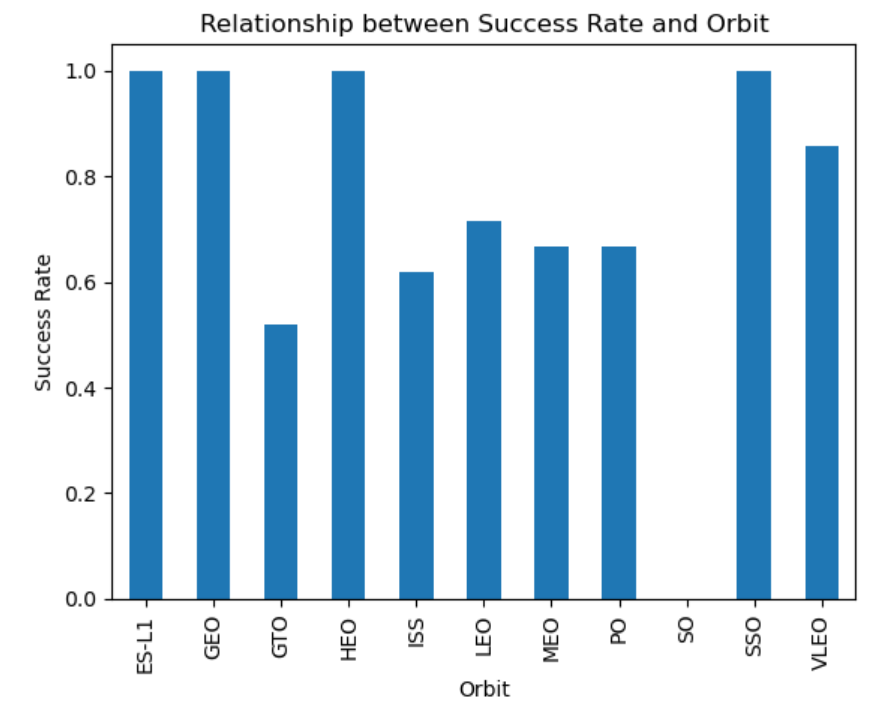 Relationship between Success Rate and Orbit
Success Rate
1.0
0.8
0.6
0.4
0.2
0.0
ES-L1
GEO
GTO
HEO
ISS
LEO
MEO
PO
SO
SSO
VLEO
Orbit